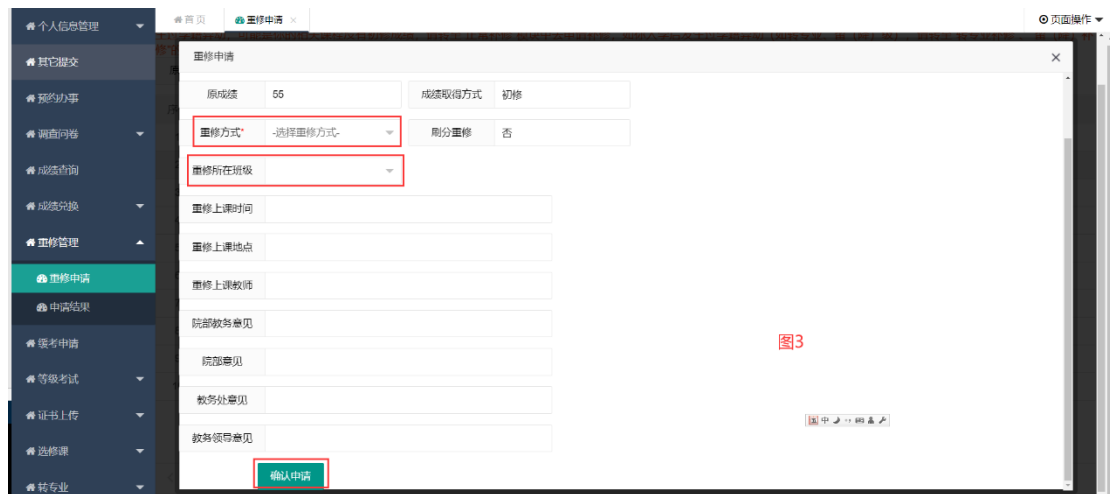 个人信息管理
其它提交
预约办事
调查问卷
成绩查询
成绩兑换
重修管理
重修申请
申请结果
缓考申请
等级考试
证书上传
选修课
转专业
首页
重修申请 ×
页面操作
重修申请 ×
原成绩 55 成绩取得方式 初修
重修方式* -选择重修方式- 刷分重修 否
重修所在班级
重修上课时间
重修上课地点
重修上课教师
院部教务意见
院部意见
教务处意见
教务领导意见
确认申请
图3
中